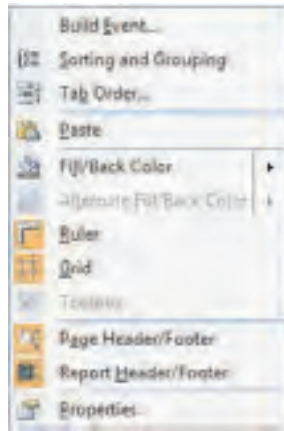 Build Event...
Sorting and Grouping
Tab Order...
Paste
Fill/Back Color
Alternate Fill/Back Color
Ruler
Grid
Toolbox
Page Header/Footer
Report Header/Footer
Properties